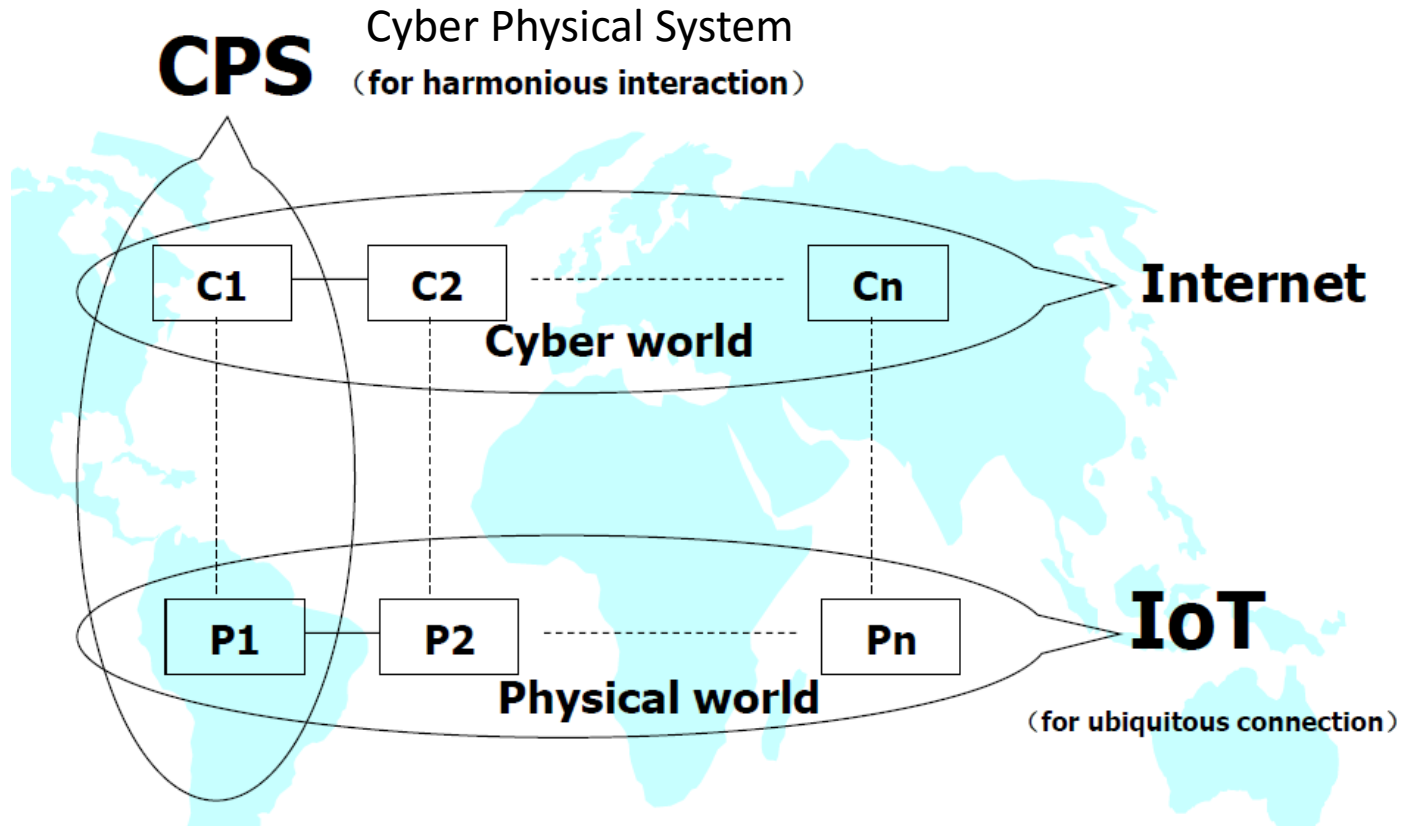 Cyber Physical System
CPS (for harmonious interaction)
C1 C2 Cn
Internet
Cyber world
P1 P2 Pn
IoT
Physical world
(for ubiquitous connection)